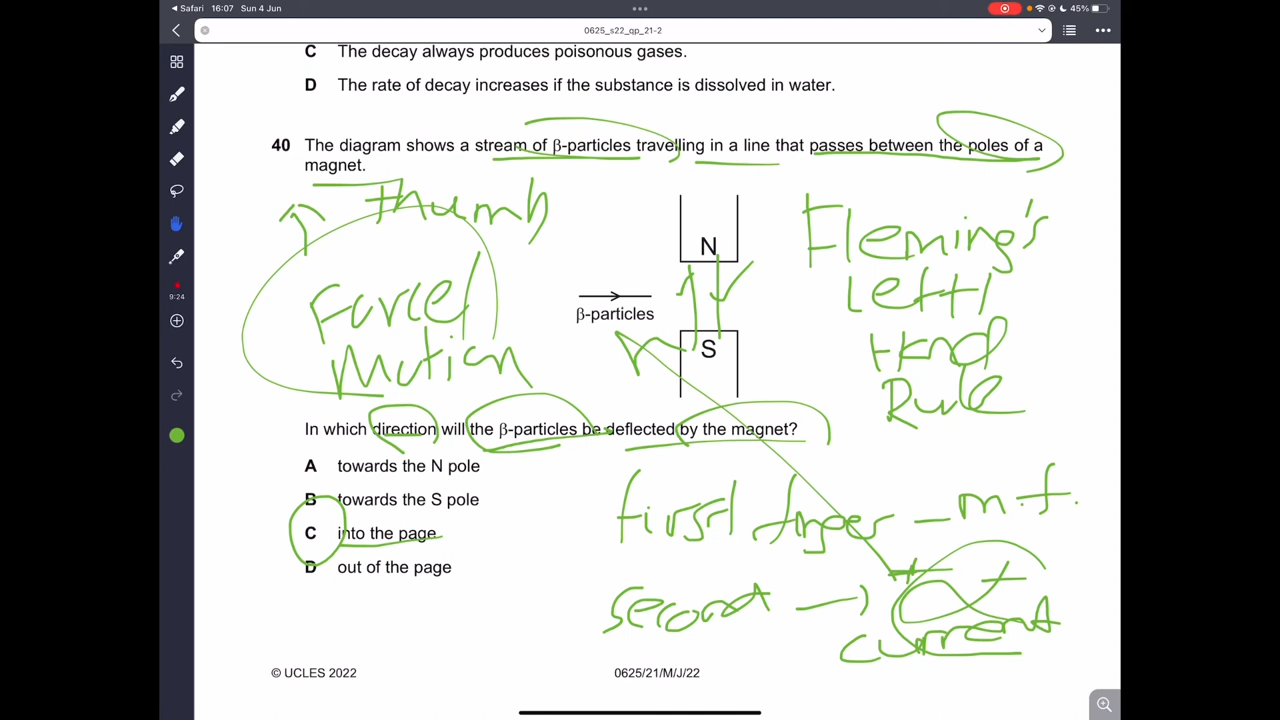 Safari 16:07 Sun 4 Jun
45%
0625_s22_qp_21-2
C The decay always produces poisonous gases.
D The rate of decay increases if the substance is dissolved in water.
40 The diagram shows a stream of β-particles travelling in a line that passes between the poles of a
magnet.
thumb
Force/
Motion
N
β-particles
S
Fleming's
Left
Hand
Rule
In which direction will the β-particles be deflected by the magnet?
A towards the N pole
B towards the S pole
C into the page
D out of the page
first finger – m.f.
second →
current
9:24
© UCLES 2022
0625/21/M/J/22